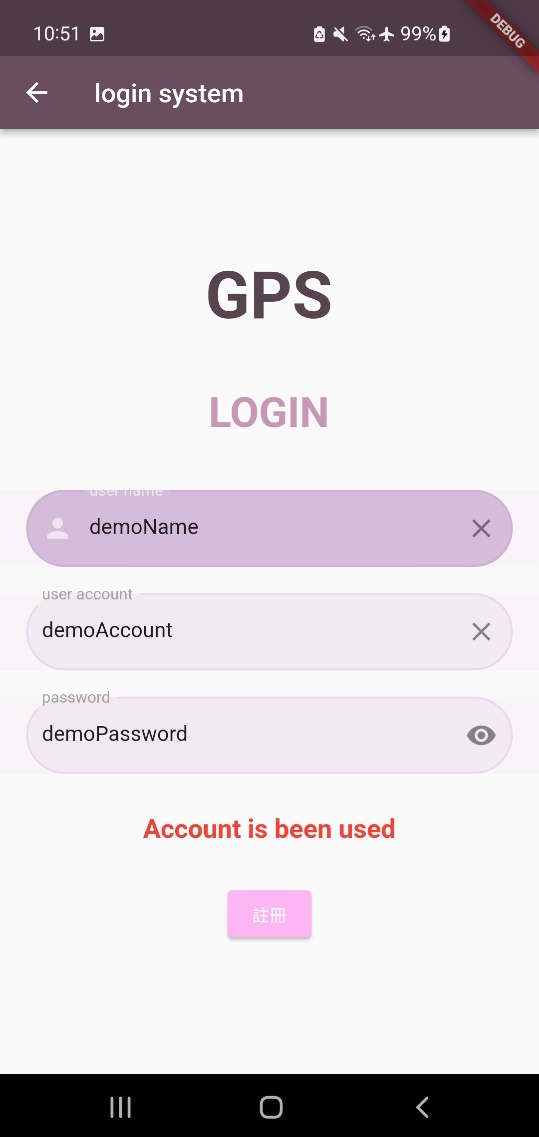 10:51
99%
DEBUG
login system
GPS
LOGIN
user name
demoName
user account
demoAccount
password
demoPassword
Account is been used
註冊